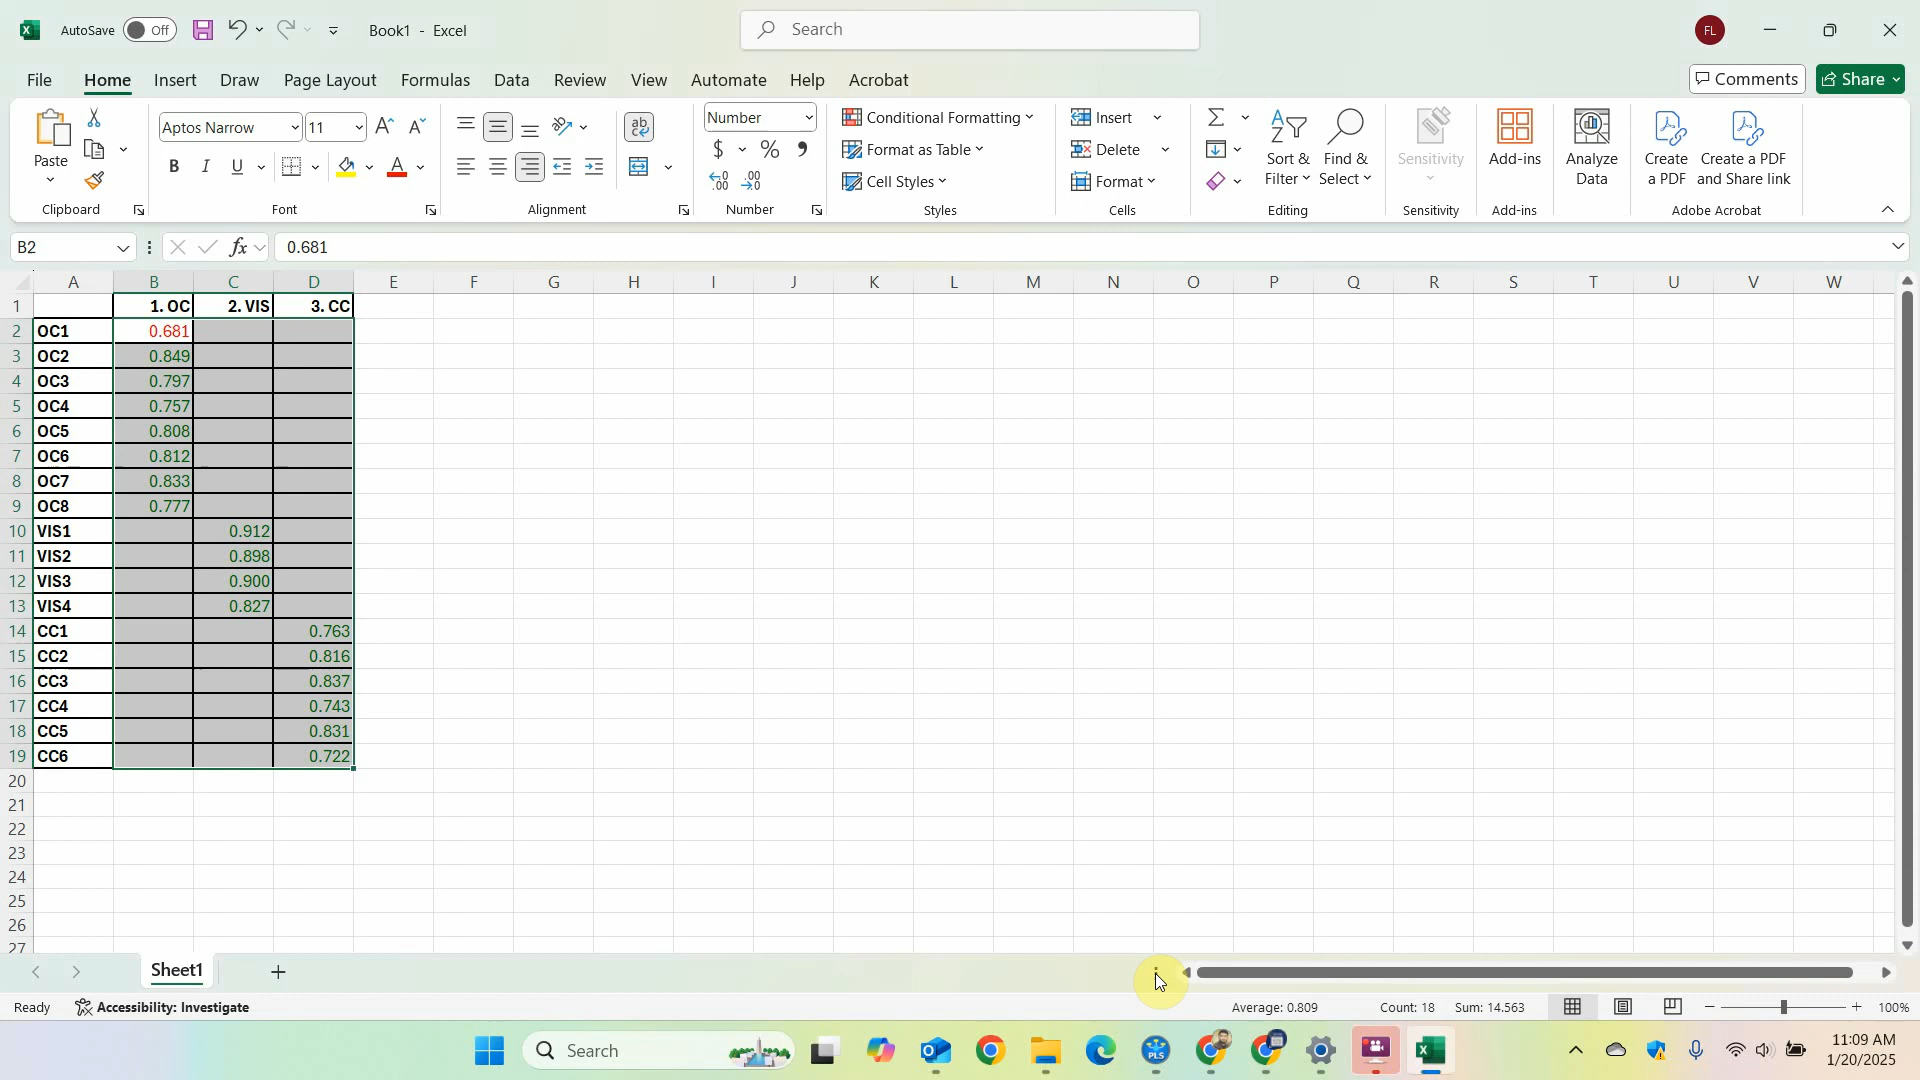 AutoSave Off Book1 - Excel Search FL
File Home Insert Draw Page Layout Formulas Data Review View Automate Help Acrobat Comments Share
Paste Aptos Narrow 11 A A B I U A ab Number $ % Conditional Formatting Format as Table Cell Styles Insert Delete Format Sort & Filter Find & Select Sensitivity Add-ins Analyze Data Create a PDF Create a PDF and Share link
Clipboard Font Alignment Number Styles Cells Editing Sensitivity Add-ins Adobe Acrobat
B2 fx 0.681
A B C D E F G H I J K L M N O P Q R S T U V W
1 1. OC 2. VIS 3. CC
2 OC1 0.681
3 OC2 0.849
4 OC3 0.797
5 OC4 0.757
6 OC5 0.808
7 OC6 0.812
8 OC7 0.833
9 OC8 0.777
10 VIS1 0.912
11 VIS2 0.898
12 VIS3 0.900
13 VIS4 0.827
14 CC1 0.763
15 CC2 0.816
16 CC3 0.837
17 CC4 0.743
18 CC5 0.831
19 CC6 0.722
20
21
22
23
24
25
26
27
Sheet1
Ready Accessibility: Investigate Average: 0.809 Count: 18 Sum: 14.563 100%
Search PLS 11:09 AM
1/20/2025